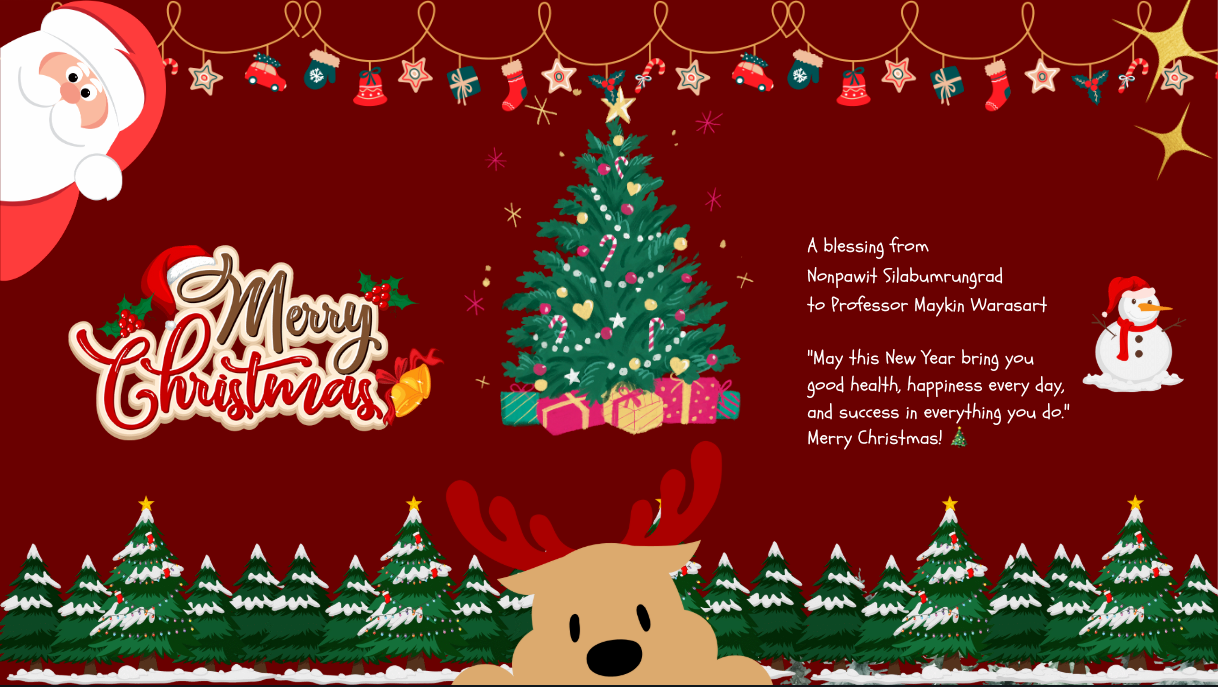 Merry
Christmas
A blessing from
Nonpawit Silabumrungrad
to Professor Maykin Warasart
"May this New Year bring you
good health, happiness every day,
and success in everything you do."
Merry Christmas! 🎄